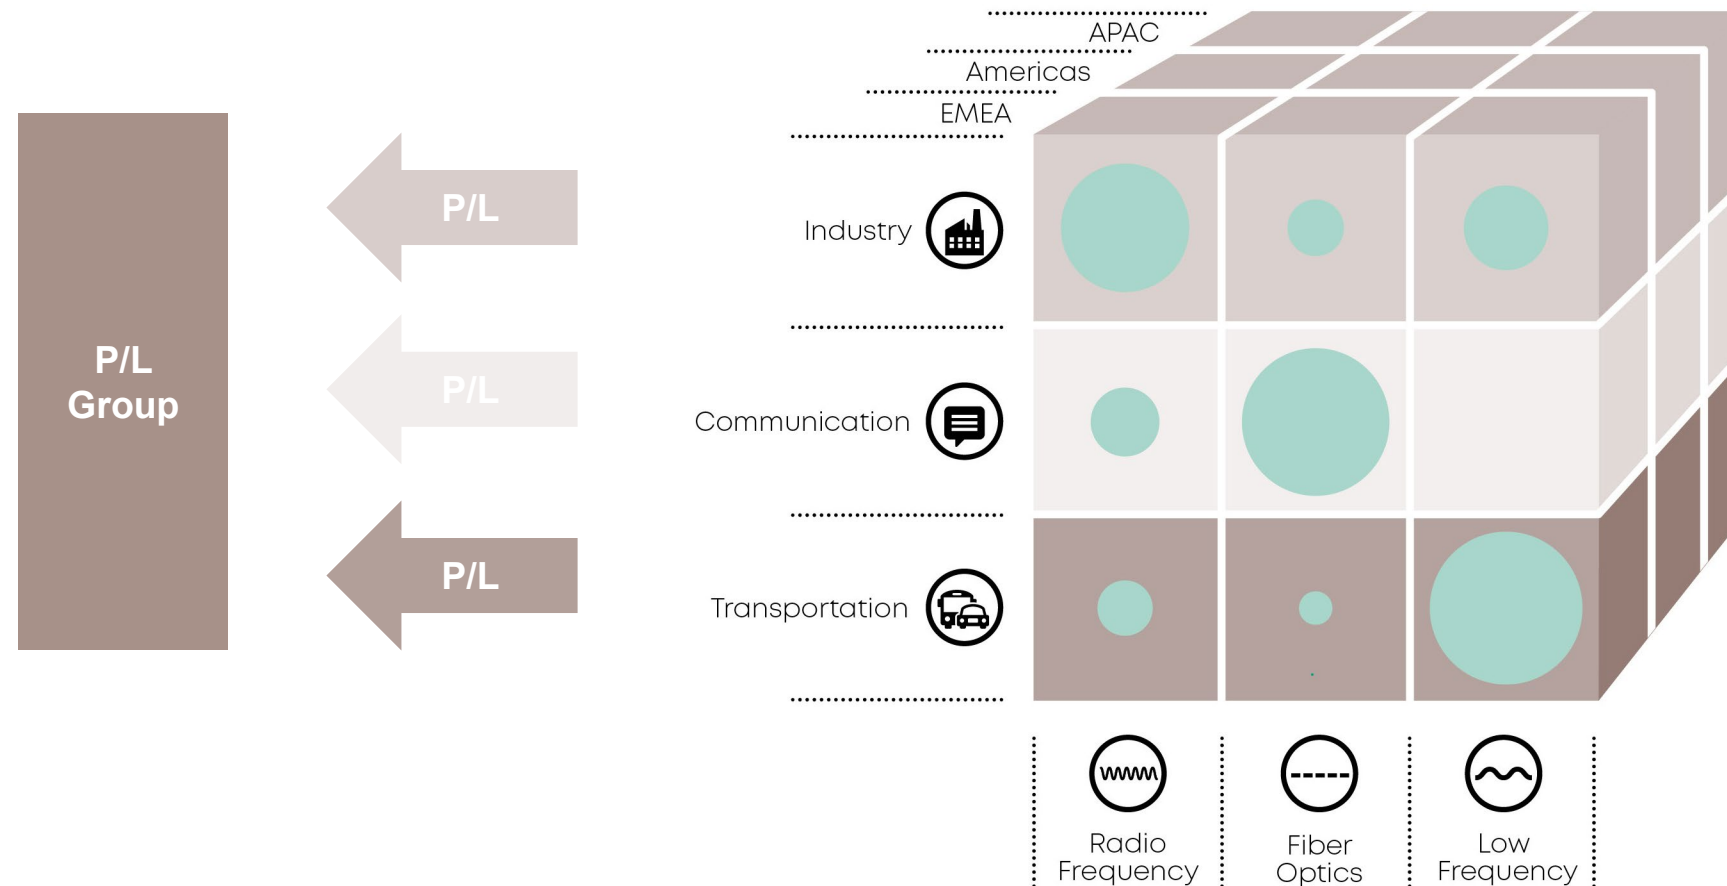 APAC
Americas
EMEA
P/L
Group
P/L
P/L
P/L
Industry
Communication
Transportation
Radio
Frequency
Fiber
Optics
Low
Frequency